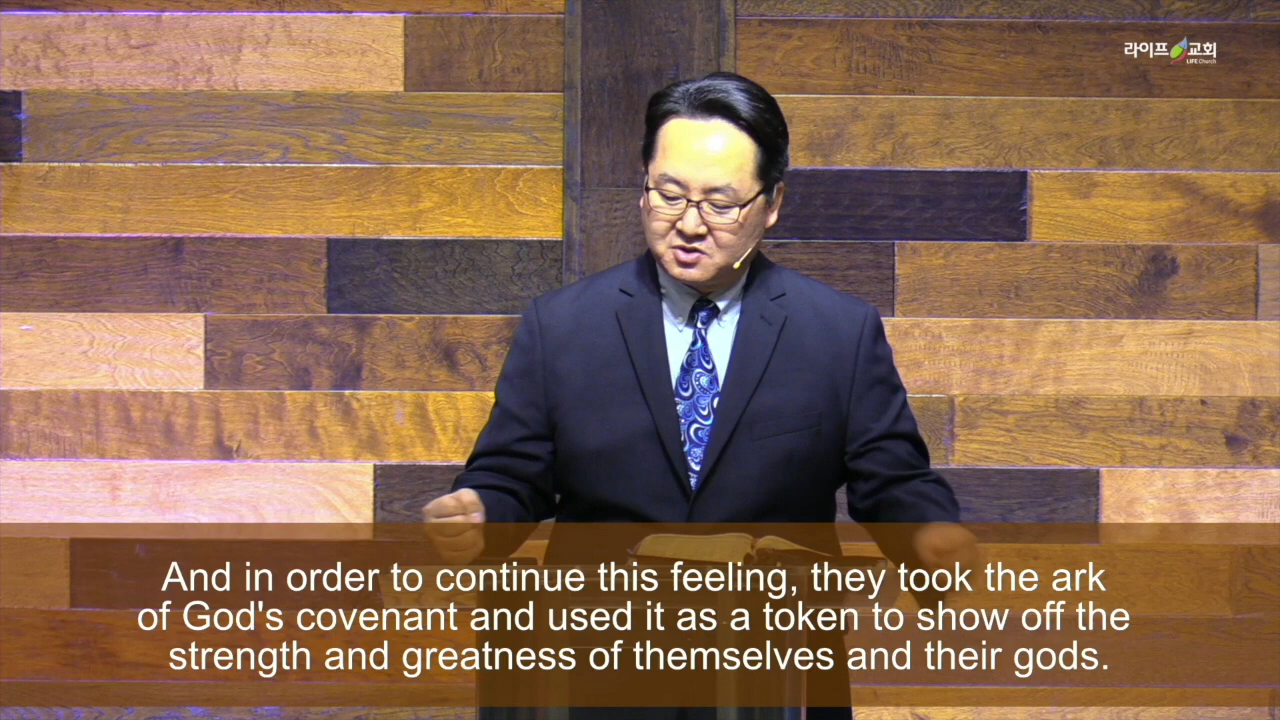 라이프교회
LIFE Church
And in order to continue this feeling, they took the ark
of God's covenant and used it as a token to show off the
strength and greatness of themselves and their gods.